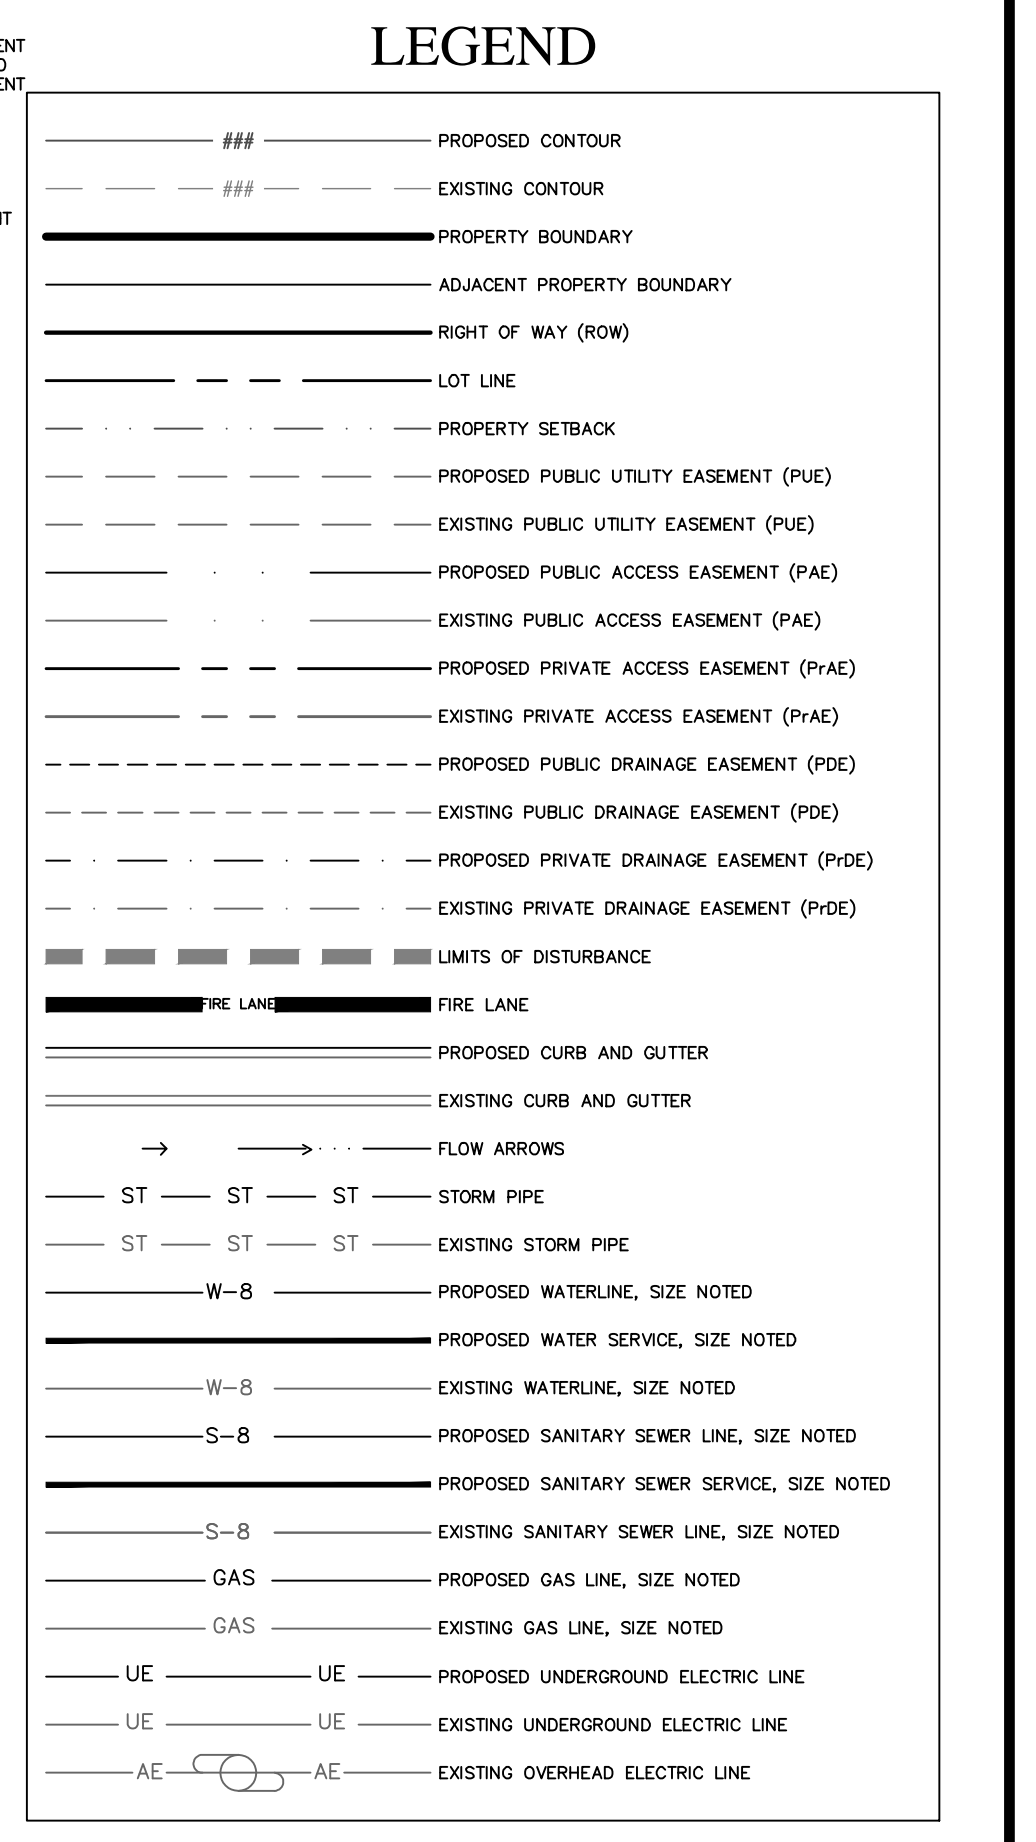 LEGEND
### PROPOSED CONTOUR
### EXISTING CONTOUR
PROPERTY BOUNDARY
ADJACENT PROPERTY BOUNDARY
RIGHT OF WAY (ROW)
LOT LINE
PROPERTY SETBACK
PROPOSED PUBLIC UTILITY EASEMENT (PUE)
EXISTING PUBLIC UTILITY EASEMENT (PUE)
PROPOSED PUBLIC ACCESS EASEMENT (PAE)
EXISTING PUBLIC ACCESS EASEMENT (PAE)
PROPOSED PRIVATE ACCESS EASEMENT (PrAE)
EXISTING PRIVATE ACCESS EASEMENT (PrAE)
PROPOSED PUBLIC DRAINAGE EASEMENT (PDE)
EXISTING PUBLIC DRAINAGE EASEMENT (PDE)
PROPOSED PRIVATE DRAINAGE EASEMENT (PrDE)
EXISTING PRIVATE DRAINAGE EASEMENT (PrDE)
LIMITS OF DISTURBANCE
FIRE LANE FIRE LANE
PROPOSED CURB AND GUTTER
EXISTING CURB AND GUTTER
FLOW ARROWS
ST ST ST STORM PIPE
ST ST ST EXISTING STORM PIPE
W-8 PROPOSED WATERLINE, SIZE NOTED
PROPOSED WATER SERVICE, SIZE NOTED
W-8 EXISTING WATERLINE, SIZE NOTED
S-8 PROPOSED SANITARY SEWER LINE, SIZE NOTED
PROPOSED SANITARY SEWER SERVICE, SIZE NOTED
S-8 EXISTING SANITARY SEWER LINE, SIZE NOTED
GAS PROPOSED GAS LINE, SIZE NOTED
GAS EXISTING GAS LINE, SIZE NOTED
UE UE PROPOSED UNDERGROUND ELECTRIC LINE
UE UE EXISTING UNDERGROUND ELECTRIC LINE
AE AE EXISTING OVERHEAD ELECTRIC LINE